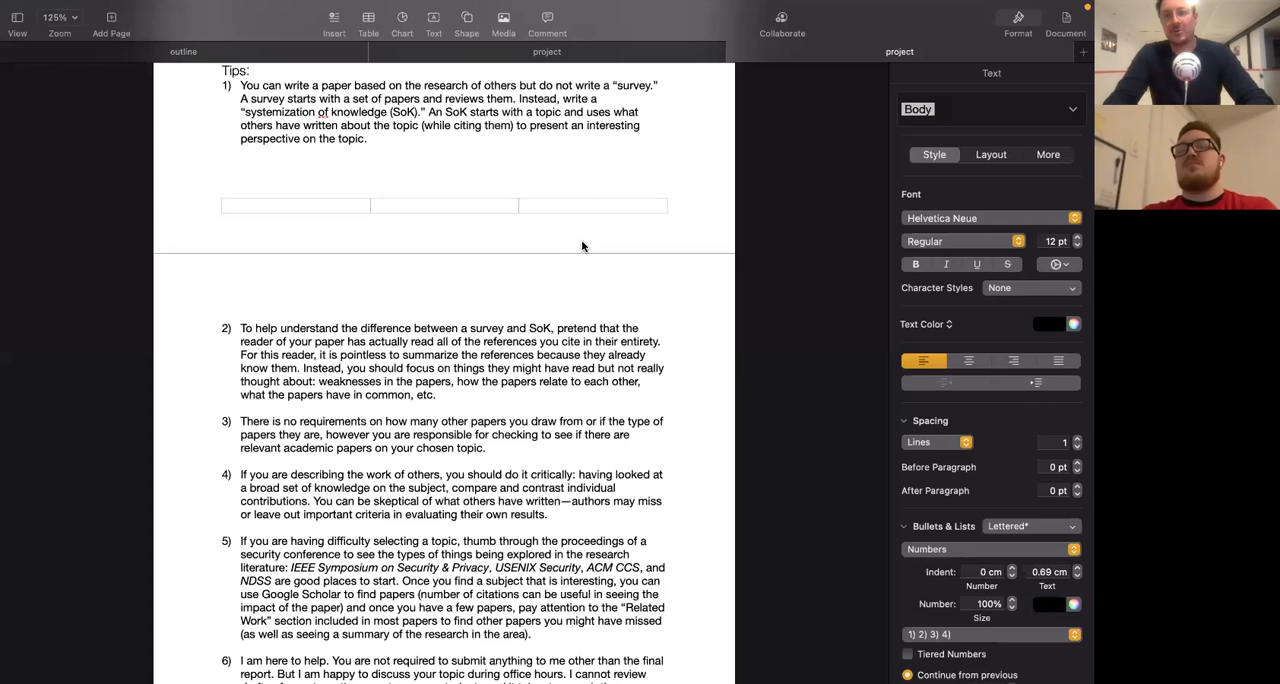 125%
View
Zoom
Add Page
Insert
Table
Chart
Text
Shape
Media
Comment
Collaborate
Format
Document
outline
project
project
Tips:
1) You can write a paper based on the research of others but do not write a “survey.”
A survey starts with a set of papers and reviews them. Instead, write a
“systemization of knowledge (SoK).” An SoK starts with a topic and uses what
others have written about the topic (while citing them) to present an interesting
perspective on the topic.
2) To help understand the difference between a survey and SoK, pretend that the
reader of your paper has actually read all of the references you cite in their entirety.
For this reader, it is pointless to summarize the references because they already
know them. Instead, you should focus on things they might have read but not really
thought about: weaknesses in the papers, how the papers relate to each other,
what the papers have in common, etc.
3) There is no requirements on how many other papers you draw from or if the type of
papers they are, however you are responsible for checking to see if there are
relevant academic papers on your chosen topic.
4) If you are describing the work of others, you should do it critically: having looked at
a broad set of knowledge on the subject, compare and contrast individual
contributions. You can be skeptical of what others have written—authors may miss
or leave out important criteria in evaluating their own results.
5) If you are having difficulty selecting a topic, thumb through the proceedings of a
security conference to see the types of things being explored in the research
literature: IEEE Symposium on Security & Privacy, USENIX Security, ACM CCS, and
NDSS are good places to start. Once you find a subject that is interesting, you can
use Google Scholar to find papers (number of citations can be useful in seeing the
impact of the paper) and once you have a few papers, pay attention to the “Related
Work” section included in most papers to find other papers you might have missed
(as well as seeing a summary of the research in the area).
6) I am here to help. You are not required to submit anything to me other than the final
report. But I am happy to discuss your topic during office hours. I cannot review
Text
Body
Style
Layout
More
Font
Helvetica Neue
Regular
12 pt
B
I
U
S
Character Styles
None
Text Color
Spacing
Lines
1
Before Paragraph
0 pt
After Paragraph
0 pt
Bullets & Lists
Lettered*
Numbers
Indent:
0 cm
0.69 cm
Number
Text
Number:
100%
Size
1) 2) 3) 4)
Tiered Numbers
Continue from previous